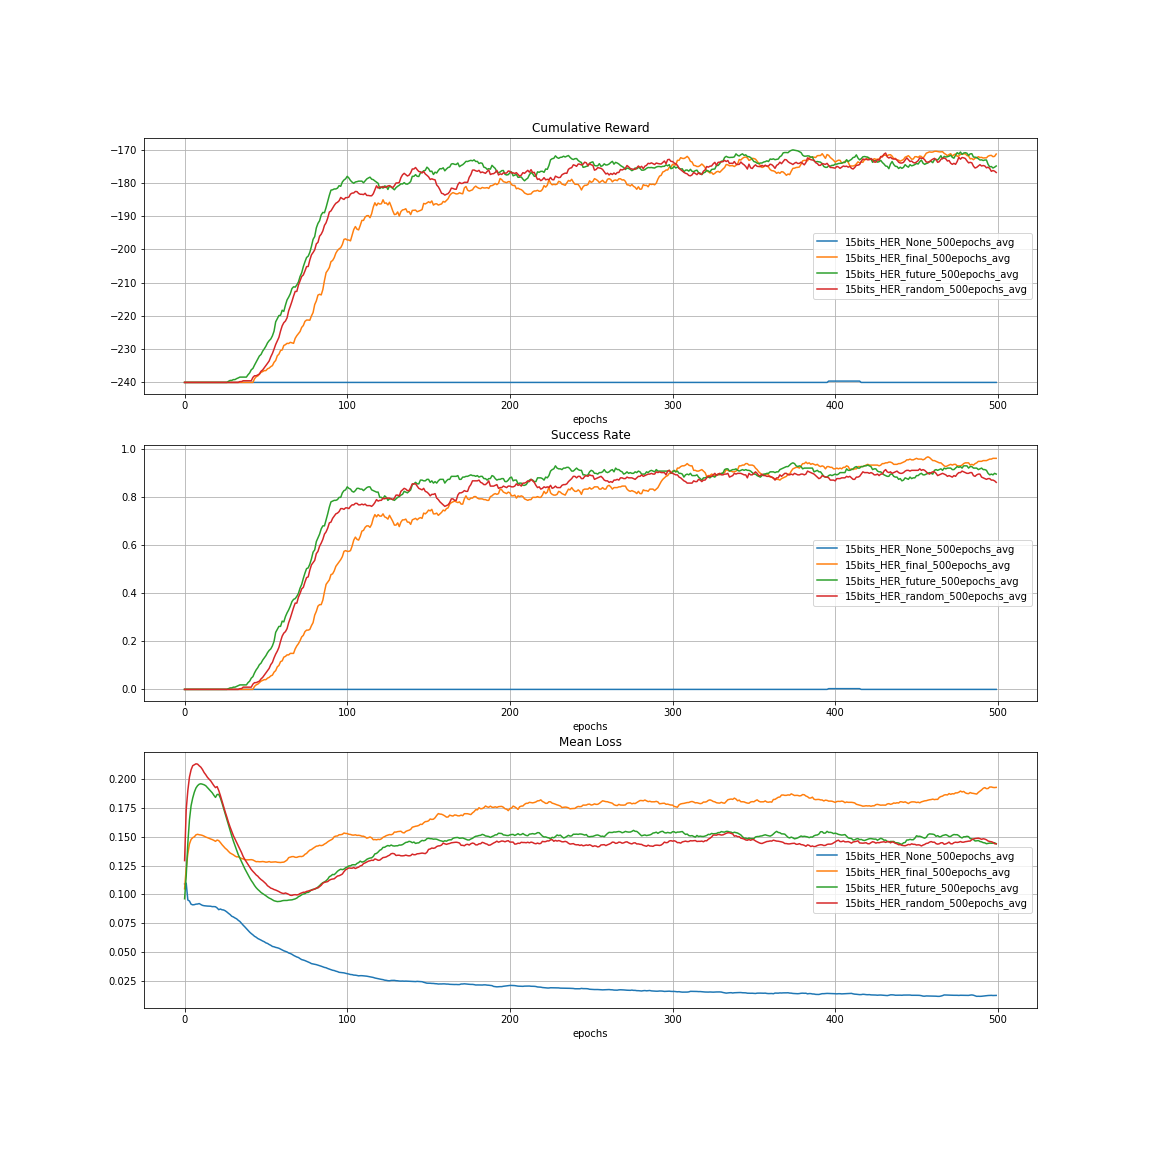 Cumulative Reward
−170
−180
−190
−200
−210
−220
−230
−240
15bits_HER_None_500epochs_avg
15bits_HER_final_500epochs_avg
15bits_HER_future_500epochs_avg
15bits_HER_random_500epochs_avg
0 100 200 300 400 500
epochs
Success Rate
1.0
0.8
0.6
0.4
0.2
0.0
15bits_HER_None_500epochs_avg
15bits_HER_final_500epochs_avg
15bits_HER_future_500epochs_avg
15bits_HER_random_500epochs_avg
0 100 200 300 400 500
epochs
Mean Loss
0.200
0.175
0.150
0.125
0.100
0.075
0.050
0.025
15bits_HER_None_500epochs_avg
15bits_HER_final_500epochs_avg
15bits_HER_future_500epochs_avg
15bits_HER_random_500epochs_avg
0 100 200 300 400 500
epochs